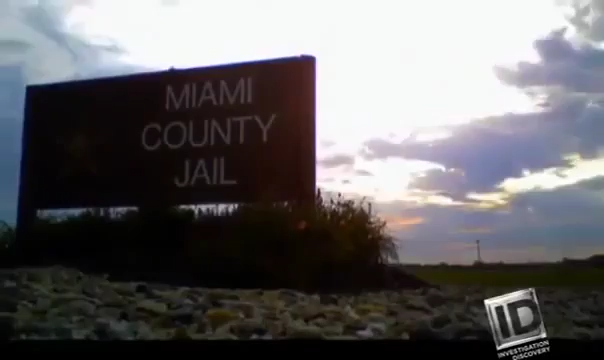 MIAMI
COUNTY
JAIL
ID
INVESTIGATION
DISCOVERY